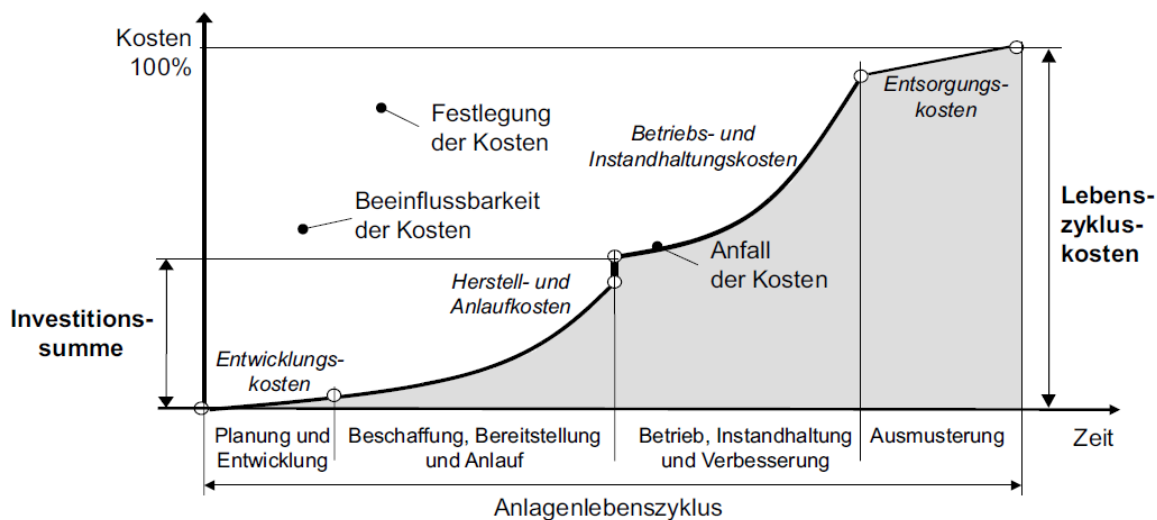 Kosten
100%
Festlegung
der Kosten
Beeinflussbarkeit
der Kosten
Betriebs- und
Instandhaltungskosten
Entsorgungs-
kosten
Lebens-
zyklus-
kosten
Anfall
der Kosten
Herstell- und
Anlaufkosten
Investitions-
summe
Entwicklungs-
kosten
Planung und
Entwicklung
Beschaffung, Bereitstellung
und Anlauf
Betrieb, Instandhaltung
und Verbesserung
Ausmusterung
Zeit
Anlagenlebenszyklus